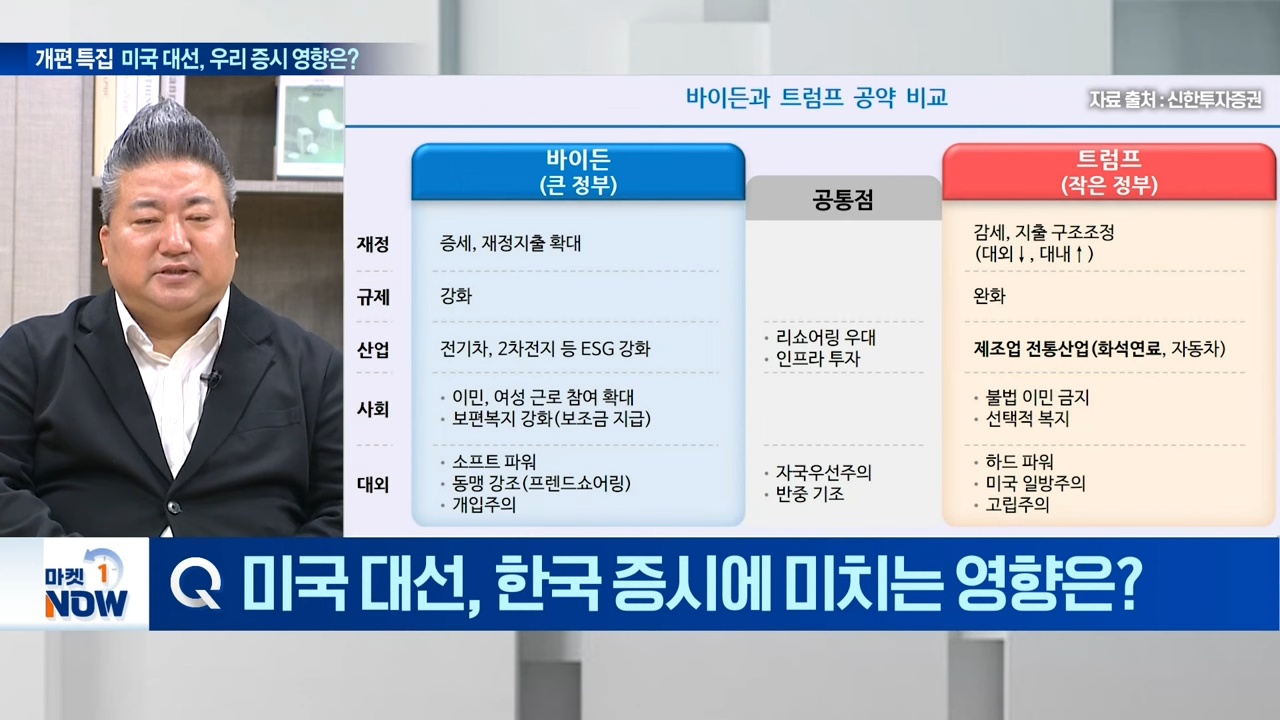 개편 특집 미국 대선, 우리 증시 영향은?
바이든과 트럼프 공약 비교
자료 출처 : 신한투자증권
바이든
(큰 정부)
공통점
트럼프
(작은 정부)
재정
증세, 재정지출 확대
감세, 지출 구조조정
(대외↓, 대내↑)
규제
강화
완화
산업
전기차, 2차전지 등 ESG 강화
• 리쇼어링 우대
• 인프라 투자
제조업 전통산업(화석연료, 자동차)
사회
• 이민, 여성 근로 참여 확대
• 보편복지 강화(보조금 지급)
• 불법 이민 금지
• 선택적 복지
대외
• 소프트 파워
• 동맹 강조(프렌드쇼어링)
• 개입주의
• 자국우선주의
• 반중 기조
• 하드 파워
• 미국 일방주의
• 고립주의
마켓 1
NOW
Q 미국 대선, 한국 증시에 미치는 영향은?